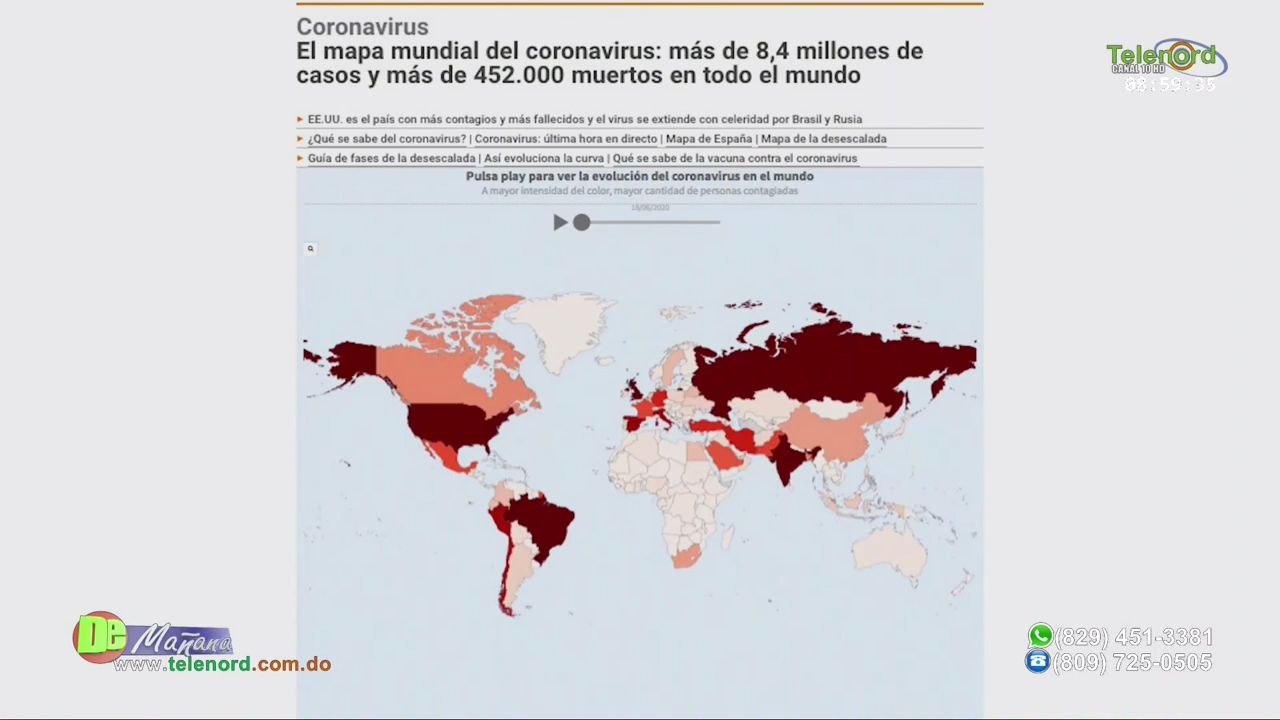 Coronavirus
El mapa mundial del coronavirus: más de 8,4 millones de
casos y más de 452.000 muertos en todo el mundo
Telenord
CANAL 10 HD
08:59:35
EE.UU. es el país con más contagios y más fallecidos y el virus se extiende con celeridad por Brasil y Rusia
¿Qué se sabe del coronavirus? | Coronavirus: última hora en directo | Mapa de España | Mapa de la desescalada
Guía de fases de la desescalada | Así evoluciona la curva | Qué se sabe de la vacuna contra el coronavirus
Pulsa play para ver la evolución del coronavirus en el mundo
A mayor intensidad del color, mayor cantidad de personas contagiadas
18/06/2020
De Mañana
www.telenord.com.do
(829) 451-3381
(809) 725-0505